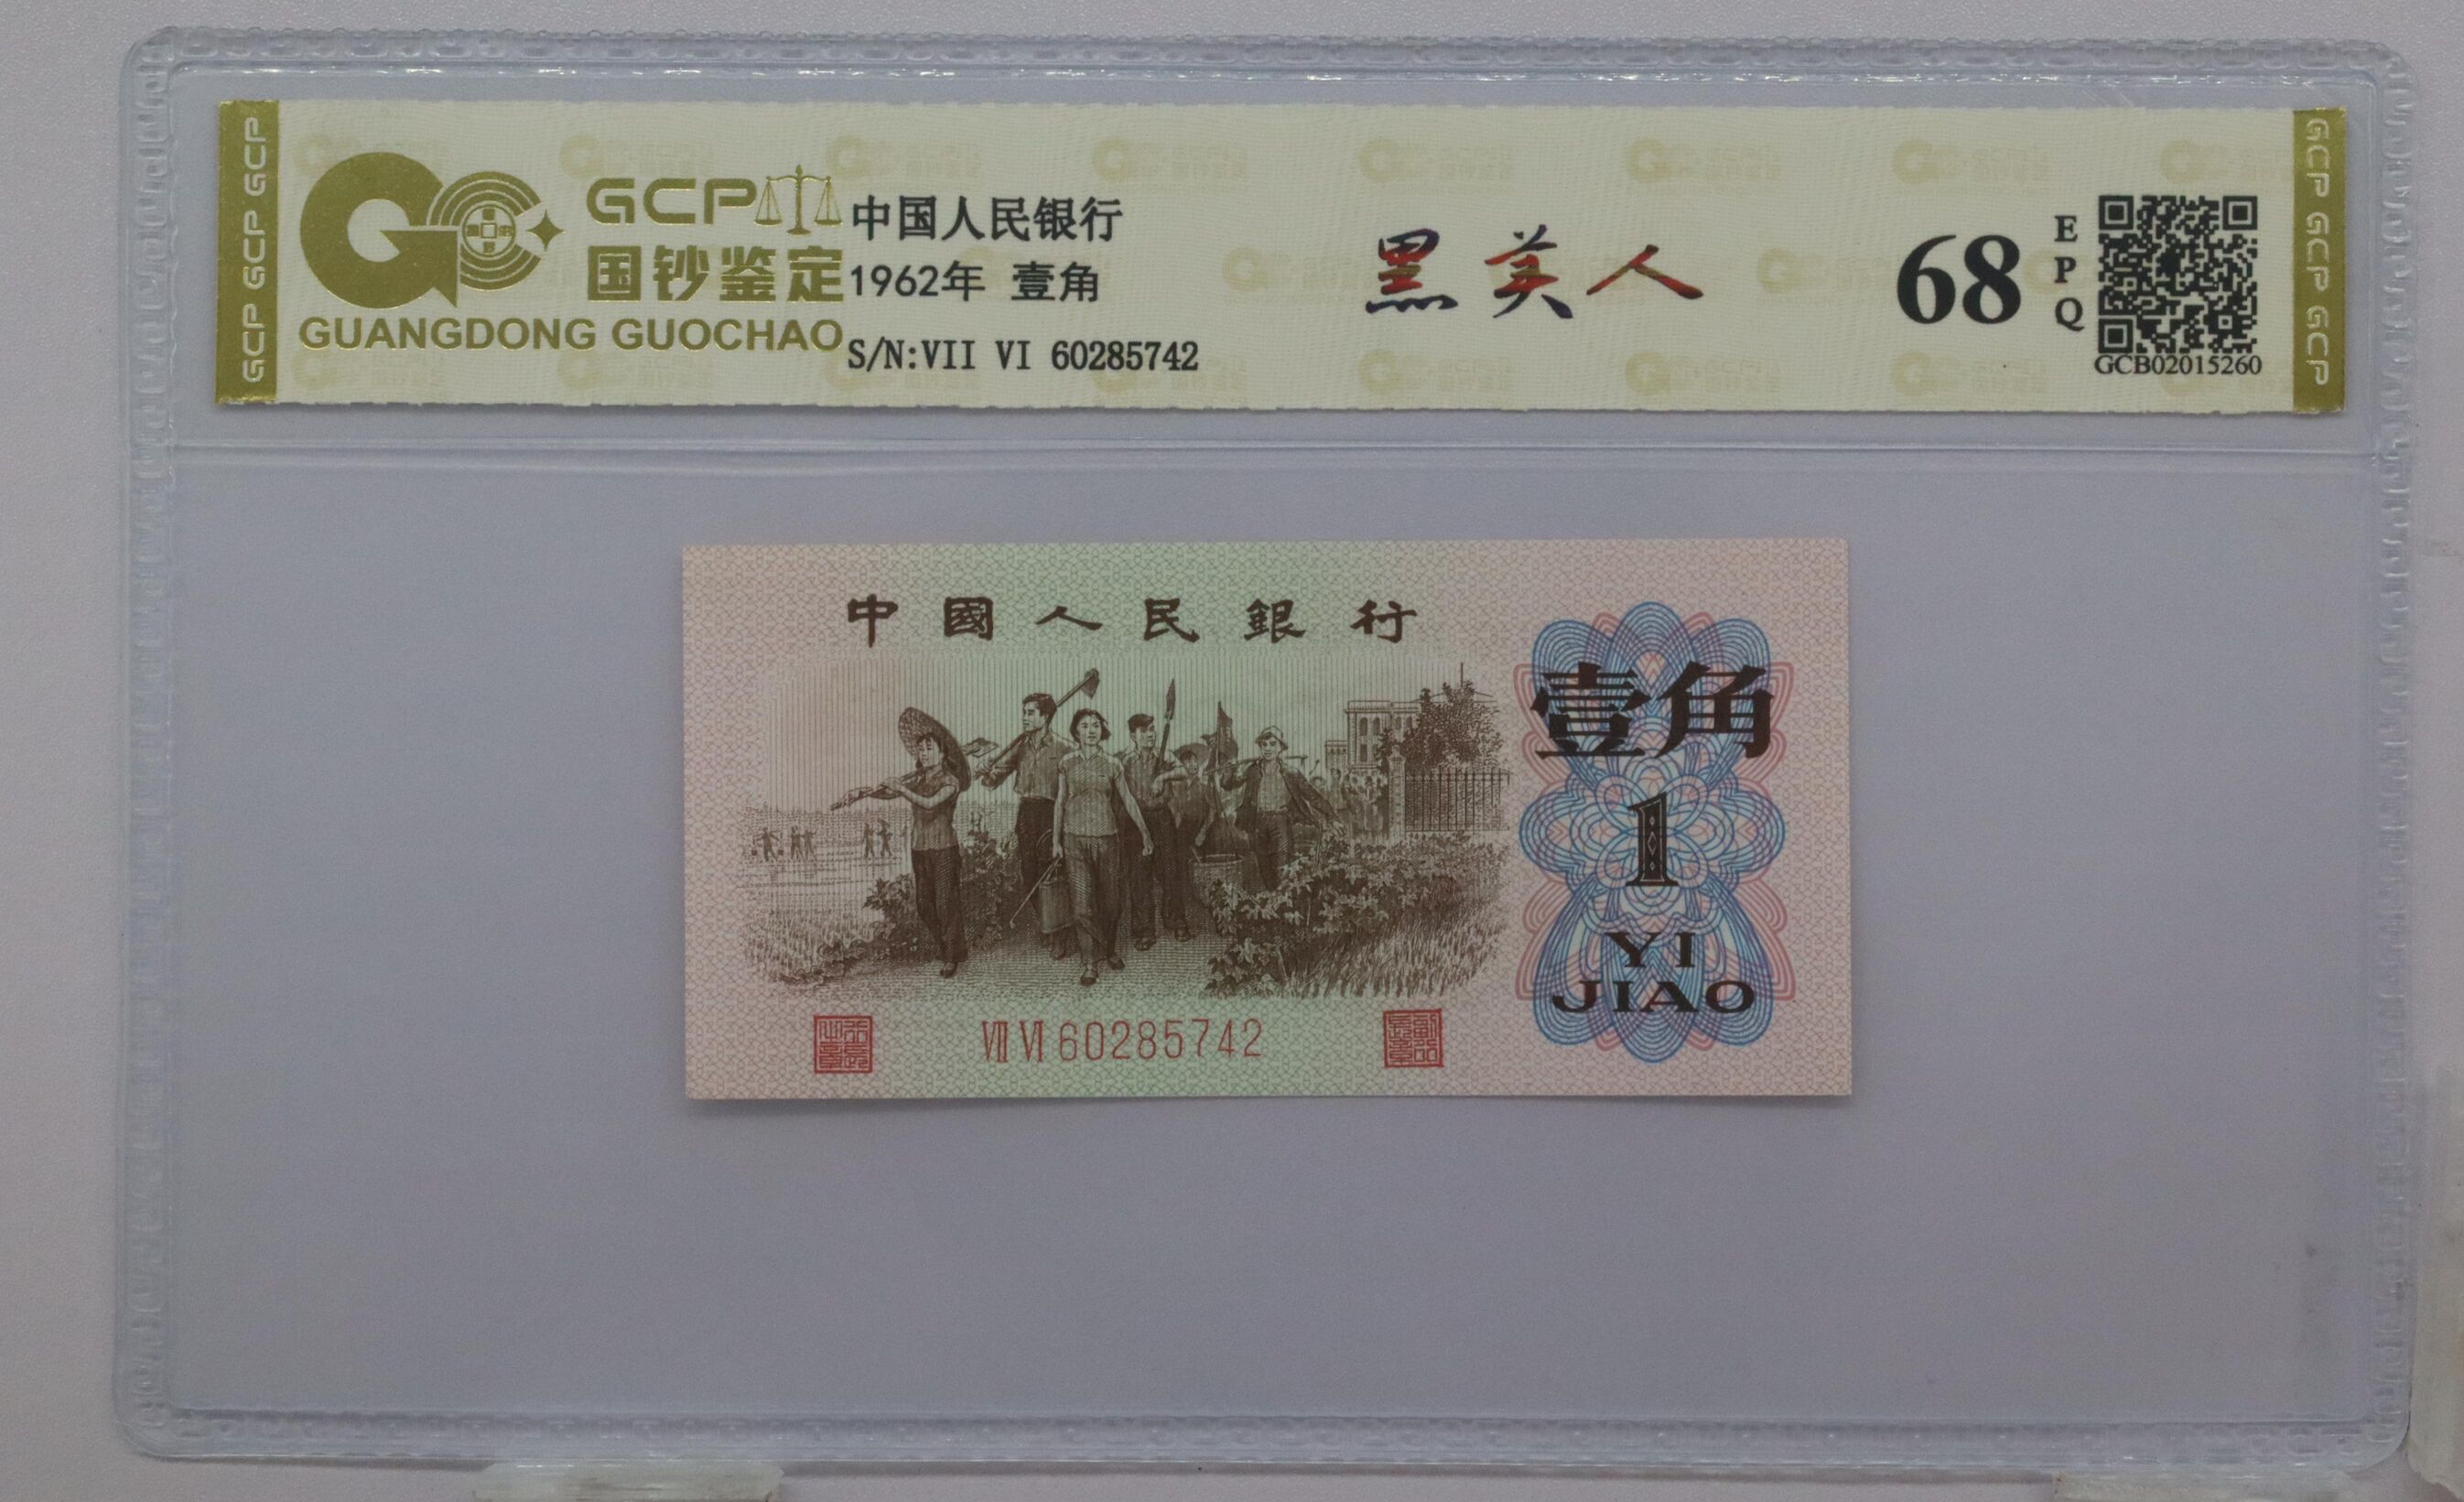 GCP GCP GCP
GCP
国钞鉴定
GUANGDONG GUOCHAO
中国人民银行
1962年 壹角
S/N:VII VI 60285742
黑美人
68
EPQ
GCB02015260
GCP GCP GCP
中國人民銀行
壹角
1
YI
JIAO
VII VI 60285742